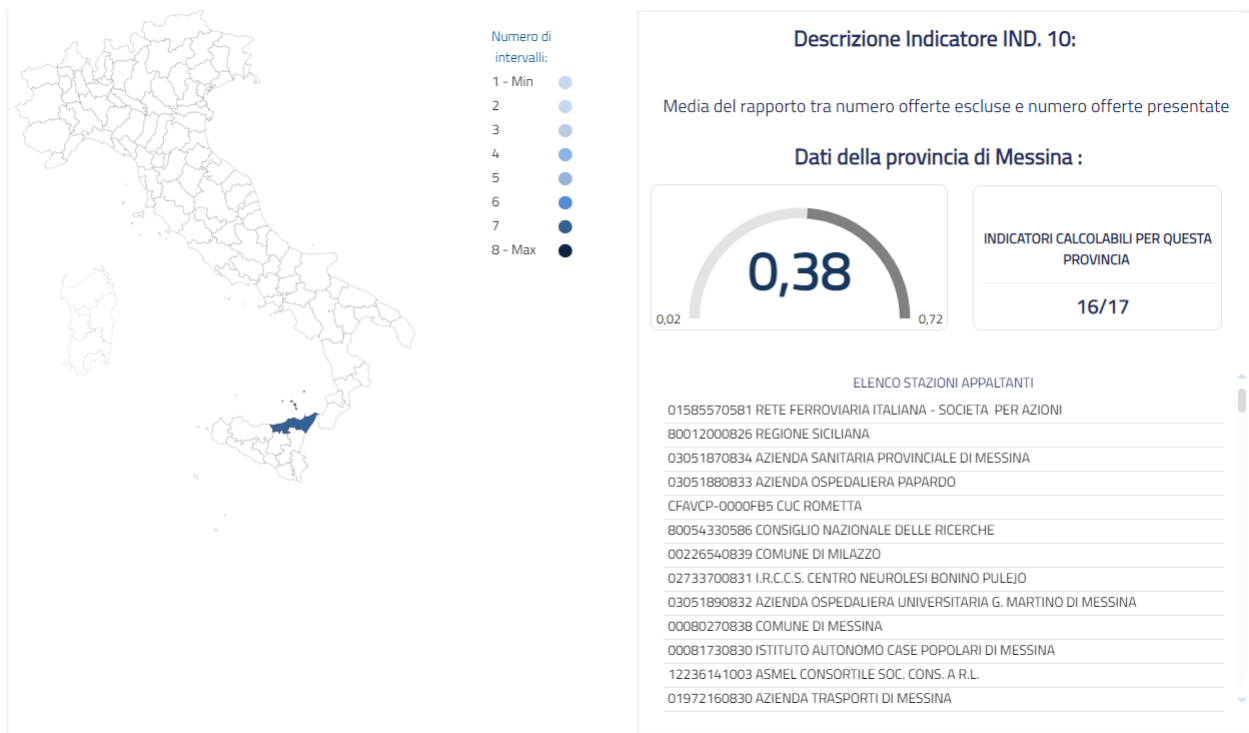 Numero di
intervalli:
1 - Min
2
3
4
5
6
7
8 - Max
Descrizione Indicatore IND. 10:
Media del rapporto tra numero offerte escluse e numero offerte presentate
Dati della provincia di Messina :
0,38
0,02
0,72
INDICATORI CALCOLABILI PER QUESTA
PROVINCIA
16/17
ELENCO STAZIONI APPALTANTI
01585570581 RETE FERROVIARIA ITALIANA - SOCIETA  PER AZIONI
80012000826 REGIONE SICILIANA
03051870834 AZIENDA SANITARIA PROVINCIALE DI MESSINA
03051880833 AZIENDA OSPEDALIERA PAPARDO
CFAVCP-0000FB5 CUC ROMETTA
80054330586 CONSIGLIO NAZIONALE DELLE RICERCHE
00226540839 COMUNE DI MILAZZO
02733700831 I.R.C.C.S. CENTRO NEUROLESI BONINO PULEJO
03051890832 AZIENDA OSPEDALIERA UNIVERSITARIA G. MARTINO DI MESSINA
00080270838 COMUNE DI MESSINA
00081730830 ISTITUTO AUTONOMO CASE POPOLARI DI MESSINA
12236141003 ASMEL CONSORTILE SOC. CONS. A R.L.
01972160830 AZIENDA TRASPORTI DI MESSINA